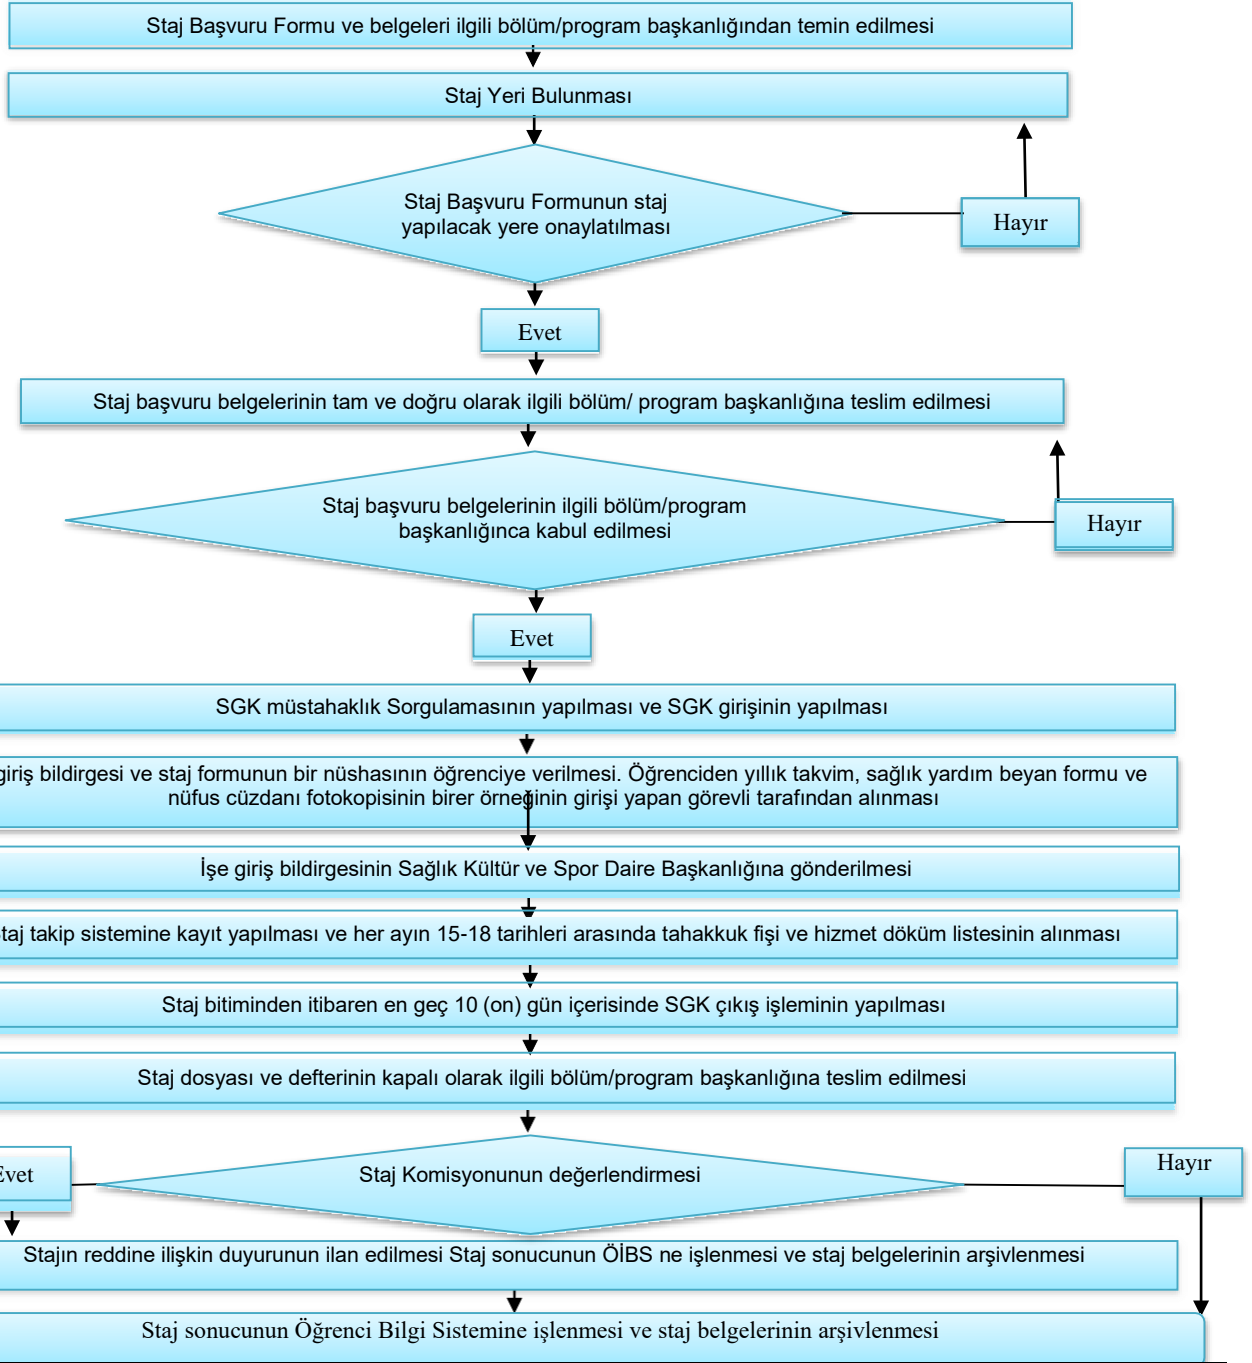 Staj Başvuru Formu ve belgeleri ilgili bölüm/program başkanlığından temin edilmesi
Staj Yeri Bulunması
Staj Başvuru Formunun staj
yapılacak yere onaylatılması
Hayır
Evet
Staj başvuru belgelerinin tam ve doğru olarak ilgili bölüm/ program başkanlığına teslim edilmesi
Staj başvuru belgelerinin ilgili bölüm/program
başkanlığınca kabul edilmesi
Hayır
Evet
SGK müstahaklık Sorgulamasının yapılması ve SGK girişinin yapılması
giriş bildirgesi ve staj formunun bir nüshasının öğrenciye verilmesi. Öğrenciden yıllık takvim, sağlık yardım beyan formu ve
nüfus cüzdanı fotokopisinin birer örneğinin girişi yapan görevli tarafından alınması
İşe giriş bildirgesinin Sağlık Kültür ve Spor Daire Başkanlığına gönderilmesi
taj takip sistemine kayıt yapılması ve her ayın 15-18 tarihleri arasında tahakkuk fişi ve hizmet döküm listesinin alınması
Staj bitiminden itibaren en geç 10 (on) gün içerisinde SGK çıkış işleminin yapılması
Staj dosyası ve defterinin kapalı olarak ilgili bölüm/program başkanlığına teslim edilmesi
Evet
Staj Komisyonunun değerlendirmesi
Hayır
Stajın reddine ilişkin duyurunun ilan edilmesi Staj sonucunun ÖİBS ne işlenmesi ve staj belgelerinin arşivlenmesi
Staj sonucunun Öğrenci Bilgi Sistemine işlenmesi ve staj belgelerinin arşivlenmesi